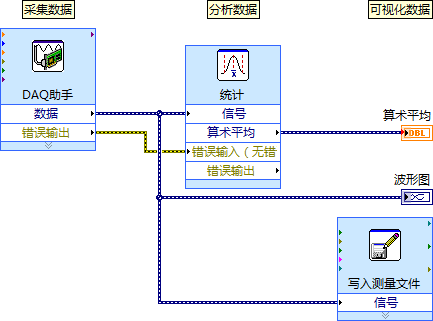 采集数据
分析数据
可视化数据
DAQ助手
数据
错误输出
统计
信号
算术平均
错误输入（无错
错误输出
算术平均
DBL
波形图
写入测量文件
信号